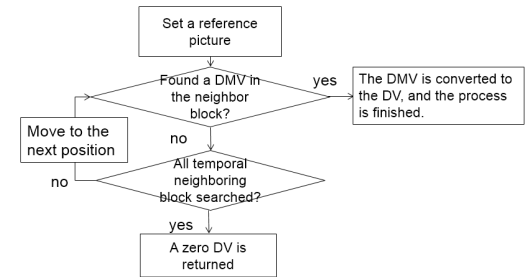 Set a reference
picture
Found a DMV in
the neighbor
block?
yes
The DMV is converted to
the DV, and the process
is finished.
Move to the
next position
no
All temporal
neighboring
block searched?
no
yes
A zero DV is
returned